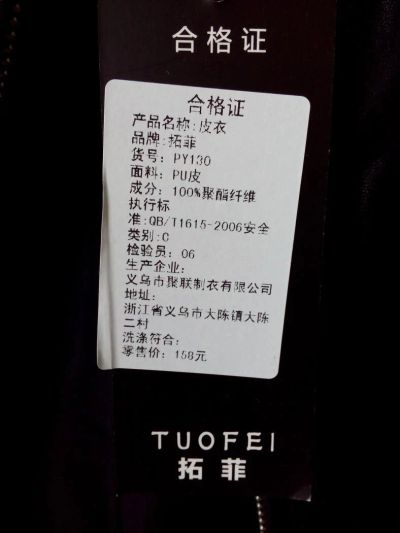 合格证
合格证
产品名称:皮衣
品牌:拓菲
货号: PY130
面料: PU皮
成分: 100%聚酯纤维
执行标
准:QB/T1615-2006安全
类别:C
检验员: 06
生产企业:
义乌市聚联制衣有限公司
地址:
浙江省义乌市大陈镇大陈
二村
洗涤符合:
零售价: 158元
TUOFEI
拓菲